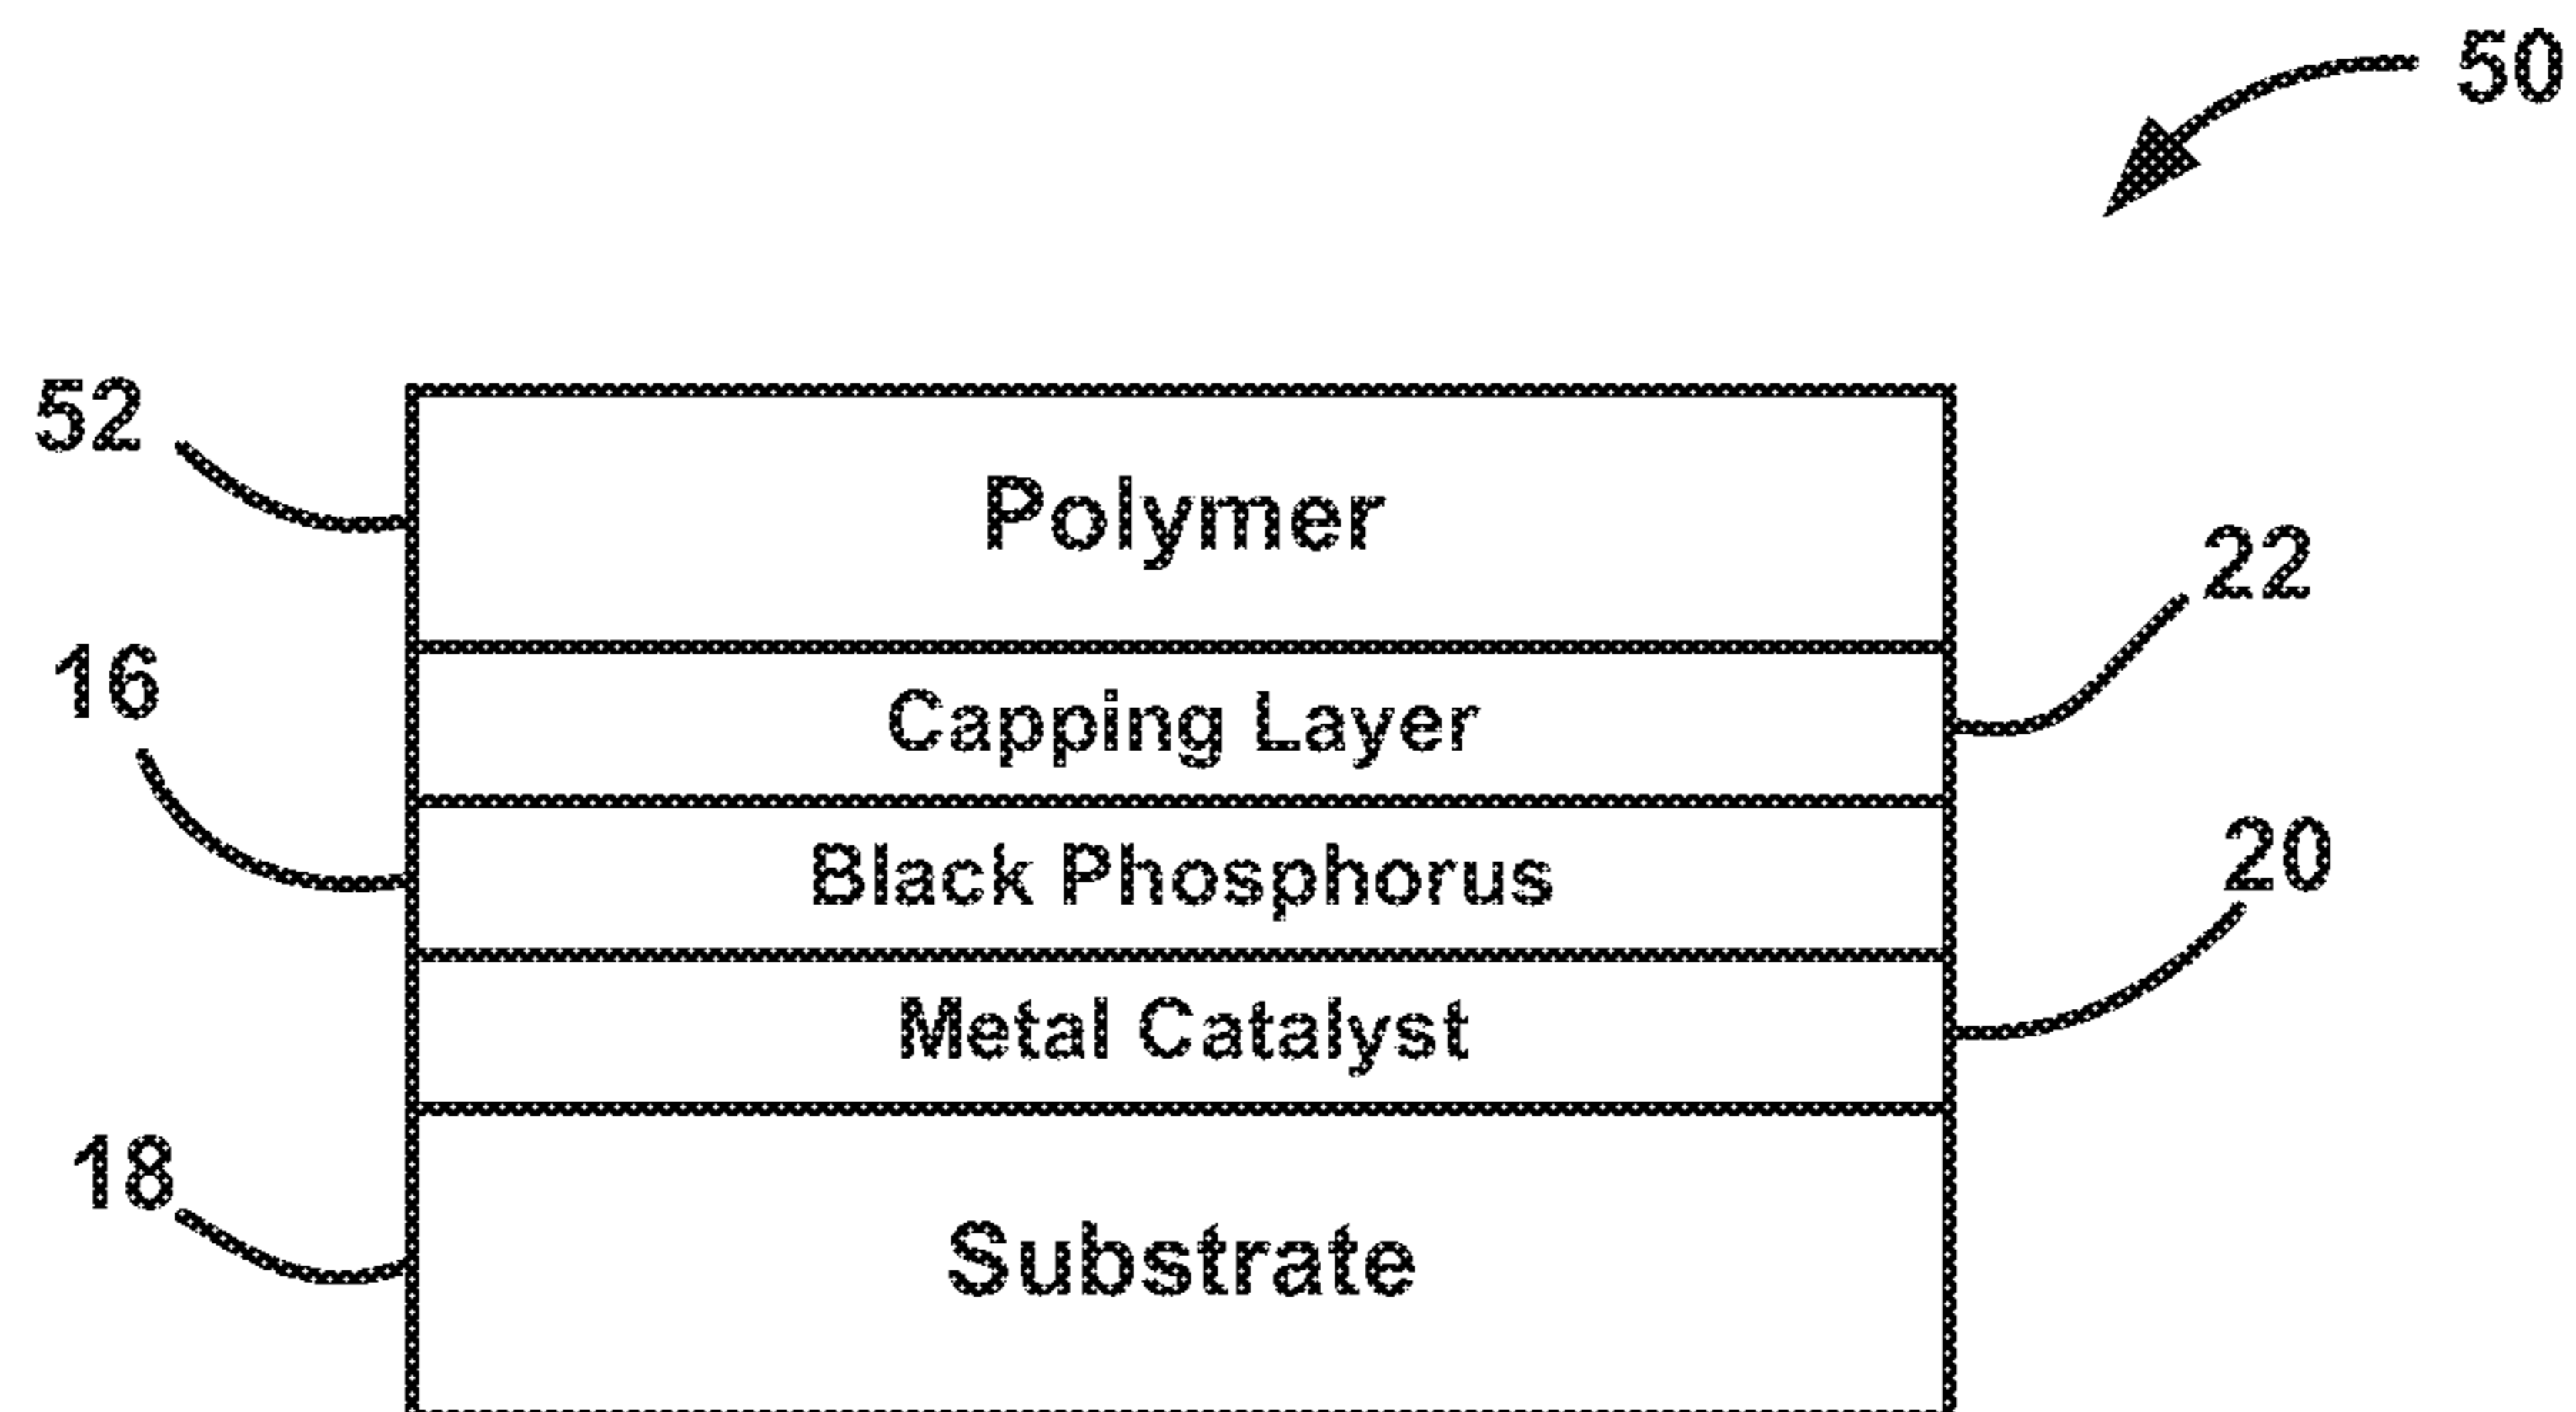 50
52
Polymer
22
16
Capping Layer
20
Black Phosphorus
Metal Catalyst
18
Substrate